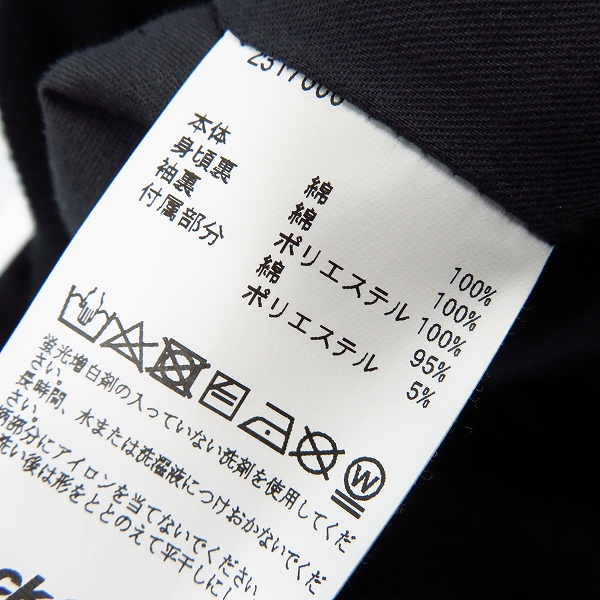 2317006
本体 綿 100%
身頃裏 綿 100%
袖裏 ポリエステル 100%
付属部分 綿 95%
ポリエステル 5%
W
蛍光増白剤の入っていない洗剤を使用してくだ
さい。
長時間、水または洗濯液につけおかないでくだ
さい。
柄部分にアイロンを当てないでください。
洗い後は形をととのえて平干しにし